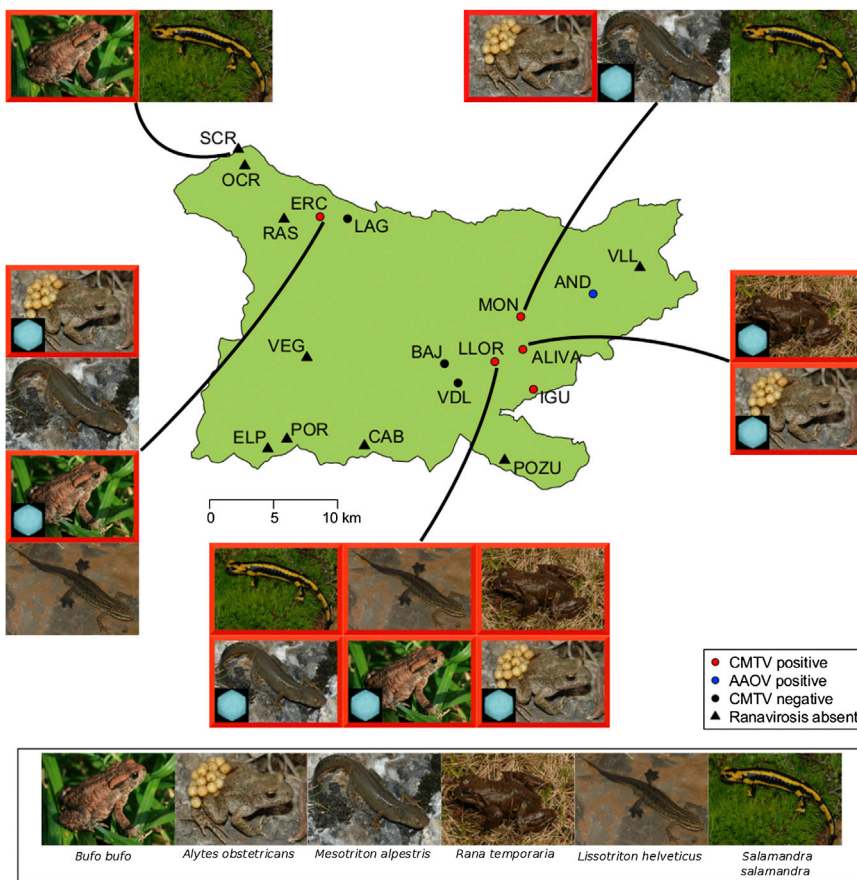 SCR
OCR
ERC
RAS
LAG
VLL
AND
MON
VEG
BAJ
LLOR
ALIVA
VDL
IGU
ELP
POR
CAB
POZU
0 5 10 km
CMTV positive
AAOV positive
CMTV negative
Ranavirosis absent
Bufo bufo
Alytes obstetricans
Mesotriton alpestris
Rana temporaria
Lissotriton helveticus
Salamandra
salamandra